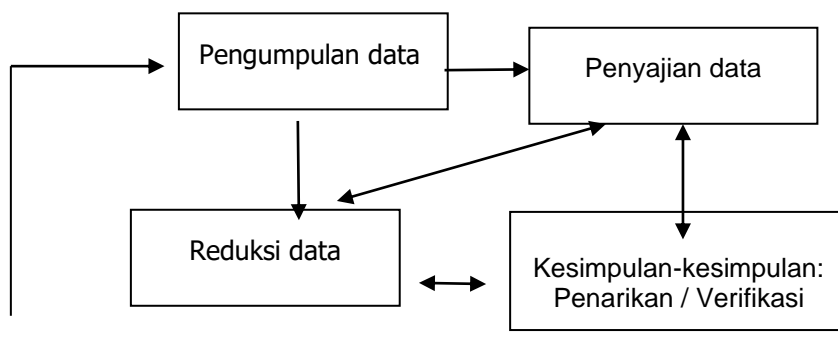 Pengumpulan data
Penyajian data
Reduksi data
Kesimpulan-kesimpulan:
Penarikan / Verifikasi